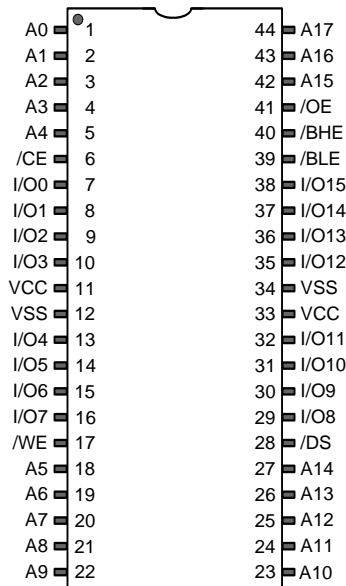 A0 1 44 A17
A1 2 43 A16
A2 3 42 A15
A3 4 41 /OE
A4 5 40 /BHE
/CE 6 39 /BLE
I/O0 7 38 I/O15
I/O1 8 37 I/O14
I/O2 9 36 I/O13
I/O3 10 35 I/O12
VCC 11 34 VSS
VSS 12 33 VCC
I/O4 13 32 I/O11
I/O5 14 31 I/O10
I/O6 15 30 I/O9
I/O7 16 29 I/O8
/WE 17 28 /DS
A5 18 27 A14
A6 19 26 A13
A7 20 25 A12
A8 21 24 A11
A9 22 23 A10